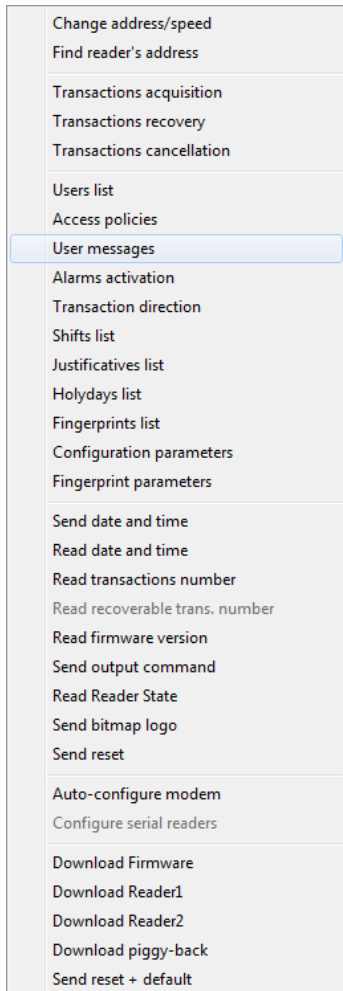 Change address/speed
Find reader's address
Transactions acquisition
Transactions recovery
Transactions cancellation
Users list
Access policies
User messages
Alarms activation
Transaction direction
Shifts list
Justificatives list
Holydays list
Fingerprints list
Configuration parameters
Fingerprint parameters
Send date and time
Read date and time
Read transactions number
Read recoverable trans. number
Read firmware version
Send output command
Read Reader State
Send bitmap logo
Send reset
Auto-configure modem
Configure serial readers
Download Firmware
Download Reader1
Download Reader2
Download piggy-back
Send reset + default